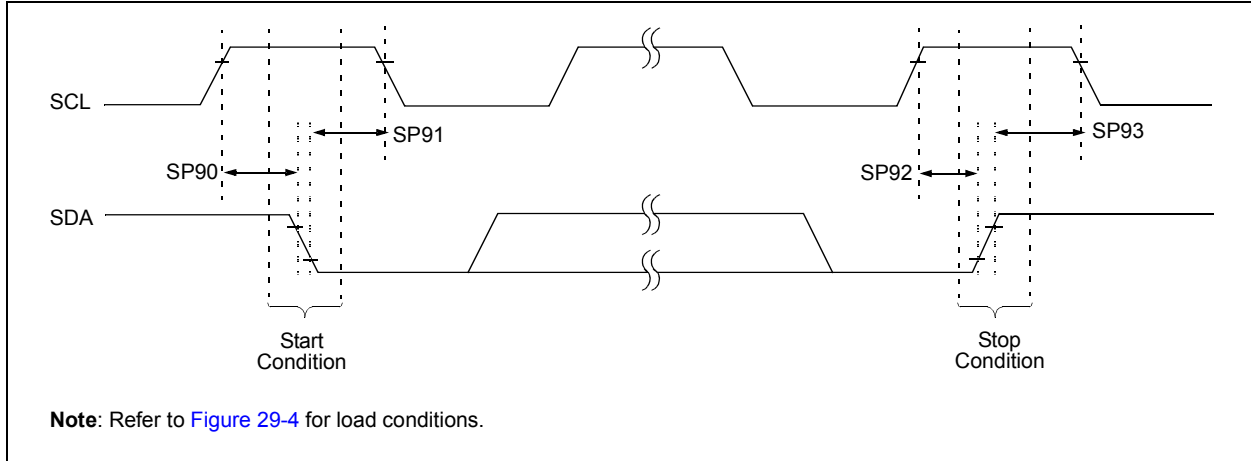 SCL
SP91
SP93
SP90
SP92
SDA
Start
Condition
Stop
Condition
Note: Refer to Figure 29-4 for load conditions.